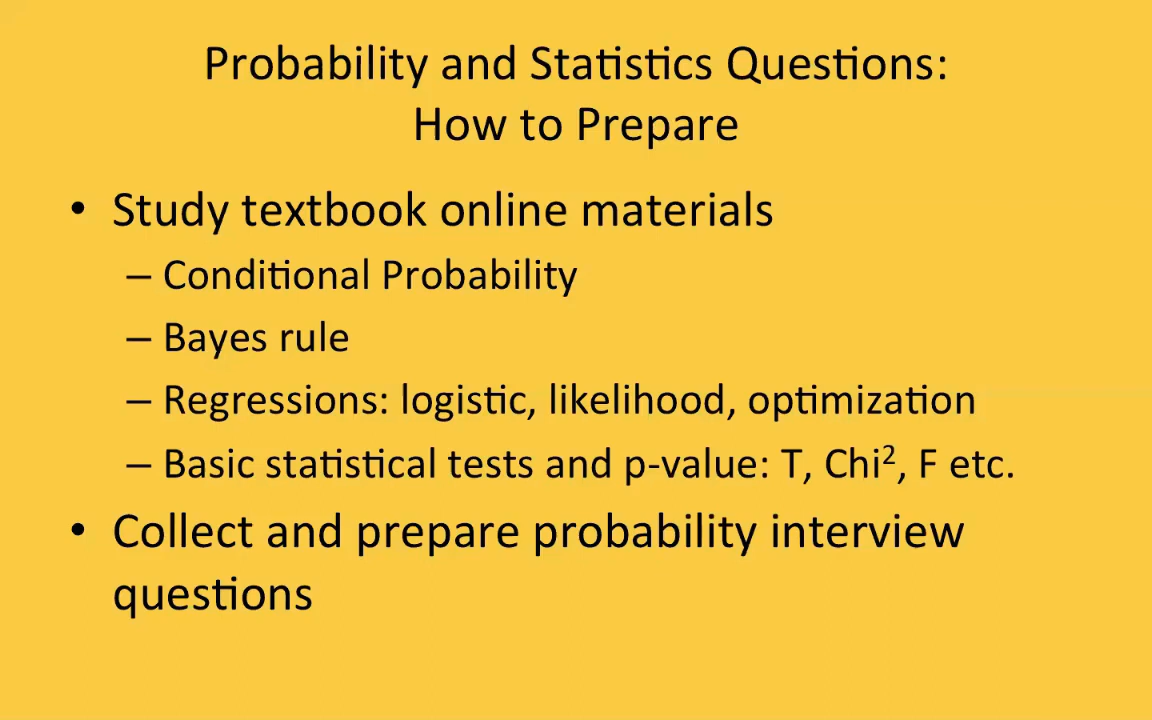 Probability and Statistics Questions:
How to Prepare
• Study textbook online materials
– Conditional Probability
– Bayes rule
– Regressions: logistic, likelihood, optimization
– Basic statistical tests and p-value: T, Chi², F etc.
• Collect and prepare probability interview
questions